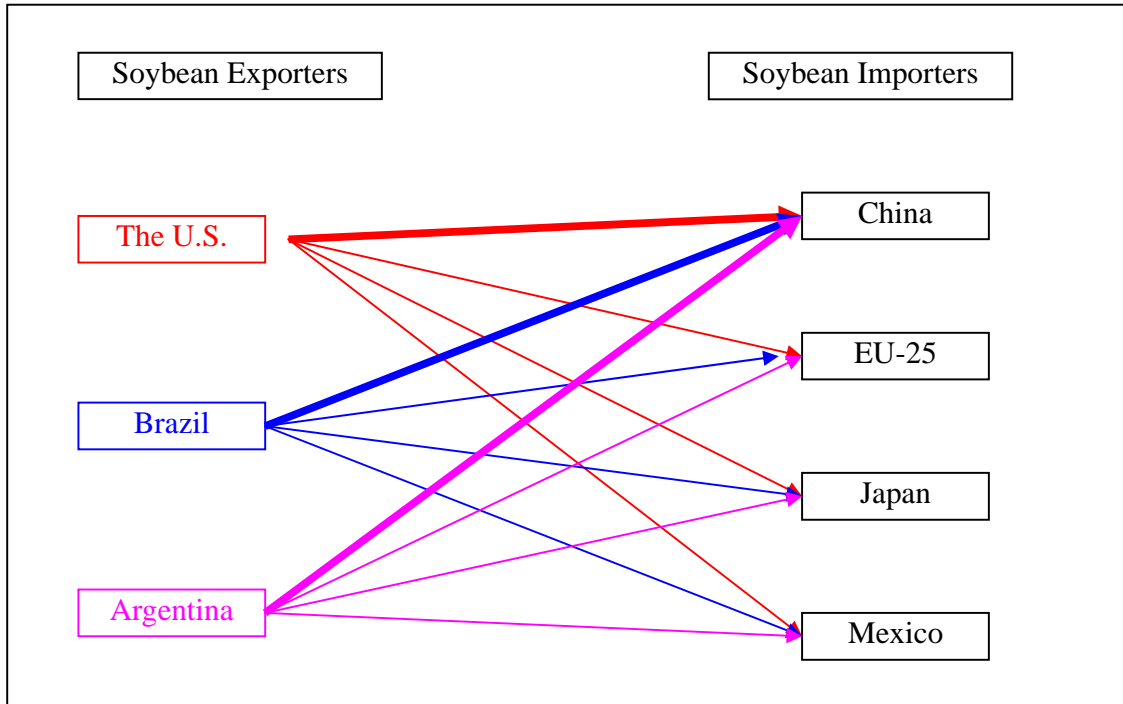 Soybean Exporters
Soybean Importers
The U.S.
China
EU-25
Brazil
Japan
Argentina
Mexico